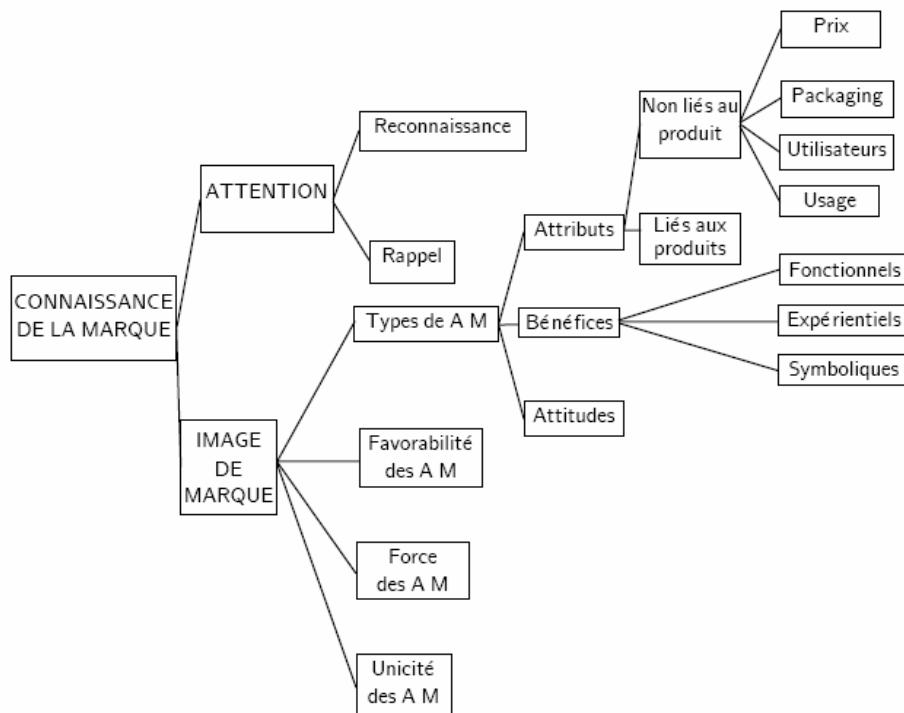 Prix
Packaging
Non liés au
produit
Utilisateurs
Usage
Reconnaissance
ATTENTION
Rappel
Attributs
Liés aux
produits
CONNAISSANCE
DE LA MARQUE
Types de A M
Bénéfices
Fonctionnels
Expérientiels
Symboliques
Attitudes
IMAGE
DE
MARQUE
Favorabilité
des A M
Force
des A M
Unicité
des A M